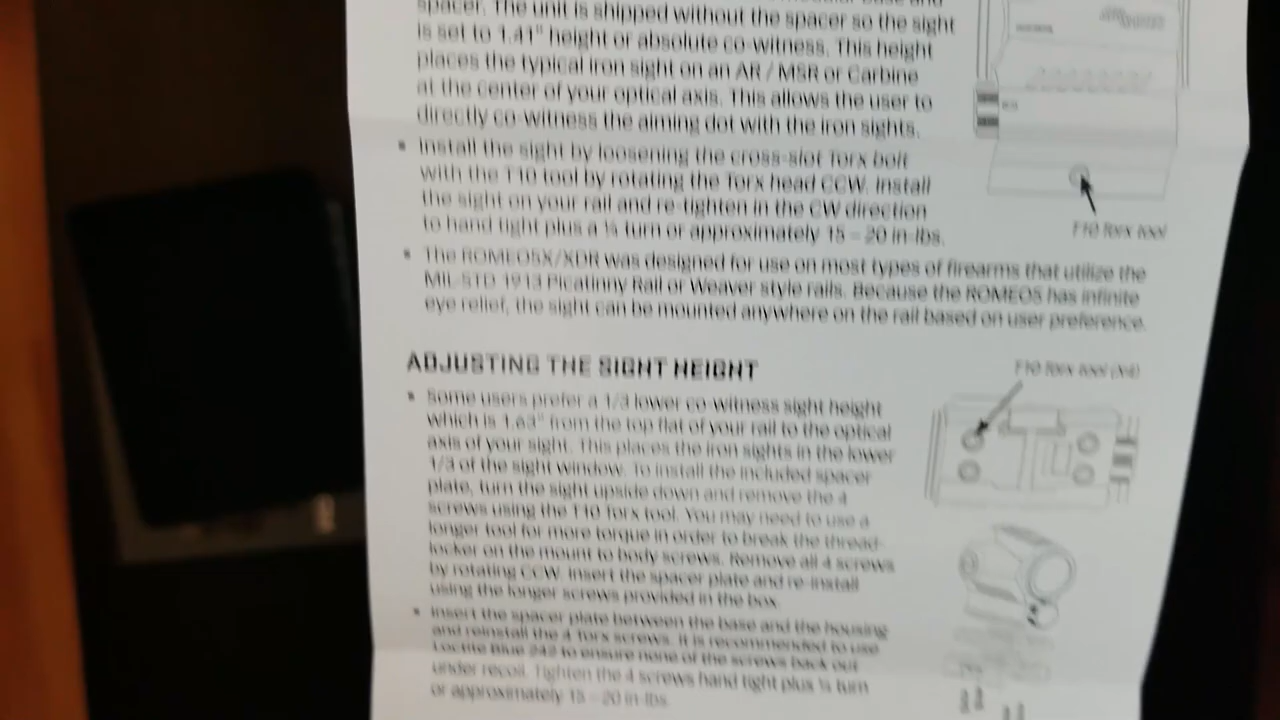 spacer. The unit is shipped without the spacer so the sight
is set to 1.41" height or absolute co-witness. This height
places the typical iron sight on an AR / MSR or Carbine
at the center of your optical axis. This allows the user to
directly co-witness the aiming dot with the iron sights.
• Install the sight by loosening the cross-slot Torx bolt
with the T10 tool by rotating the Torx head CCW. Install
the sight on your rail and re-tighten in the CW direction
to hand tight plus a ¼ turn or approximately 15 – 20 in-lbs.
T10 Torx tool
• The ROMEO5X/XDR was designed for use on most types of firearms that utilize the
MIL-STD 1913 Picatinny Rail or Weaver style rails. Because the ROMEO5 has infinite
eye relief, the sight can be mounted anywhere on the rail based on user preference.
ADJUSTING THE SIGHT HEIGHT
T10 Torx tool (X4)
• Some users prefer a 1/3 lower co-witness sight height
which is 1.63" from the top flat of your rail to the optical
axis of your sight. This places the iron sights in the lower
1/3 of the sight window. To install the included spacer
plate, turn the sight upside down and remove the 4
screws using the T10 Torx tool. You may need to use a
longer tool for more torque in order to break the thread-
locker on the mount to body screws. Remove all 4 screws
by rotating CCW. Insert the spacer plate and re-install
using the longer screws provided in the box.
• Insert the spacer plate between the base and the housing
and reinstall the 4 Torx screws. It is recommended to use
Loctite Blue 242 to ensure none of the screws back out
under recoil. Tighten the 4 screws hand tight plus ¼ turn
or approximately 15 – 20 in-lbs.